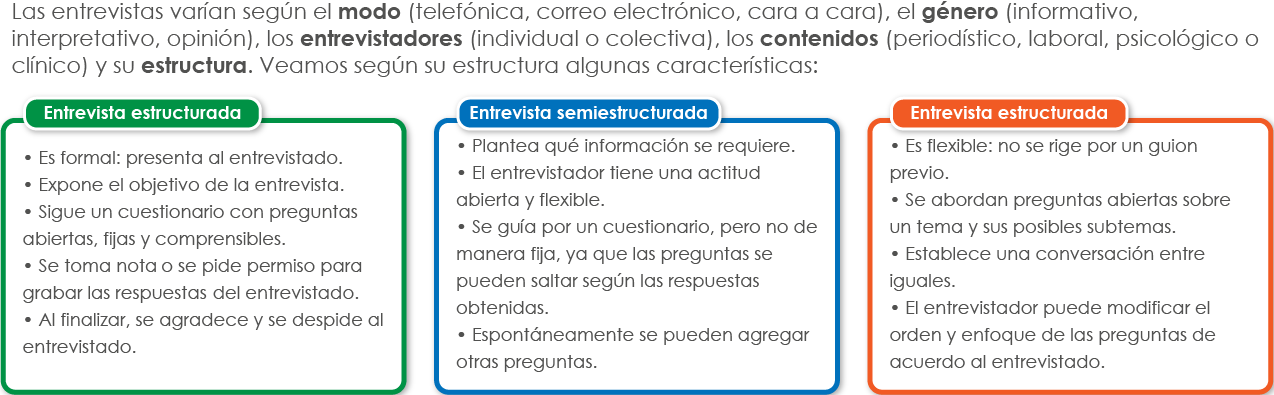 Las entrevistas varían según el modo (telefónica, correo electrónico, cara a cara), el género (informativo,
interpretativo, opinión), los entrevistadores (individual o colectiva), los contenidos (periodístico, laboral, psicológico o
clínico) y su estructura. Veamos según su estructura algunas características:
Entrevista estructurada
• Es formal: presenta al entrevistado.
• Expone el objetivo de la entrevista.
• Sigue un cuestionario con preguntas
abiertas, fijas y comprensibles.
• Se toma nota o se pide permiso para
grabar las respuestas del entrevistado.
• Al finalizar, se agradece y se despide al
entrevistado.
Entrevista semiestructurada
• Plantea qué información se requiere.
• El entrevistador tiene una actitud
abierta y flexible.
• Se guía por un cuestionario, pero no de
manera fija, ya que las preguntas se
pueden saltar según las respuestas
obtenidas.
• Espontáneamente se pueden agregar
otras preguntas.
Entrevista estructurada
• Es flexible: no se rige por un guion
previo.
• Se abordan preguntas abiertas sobre
un tema y sus posibles subtemas.
• Establece una conversación entre
iguales.
• El entrevistador puede modificar el
orden y enfoque de las preguntas de
acuerdo al entrevistado.